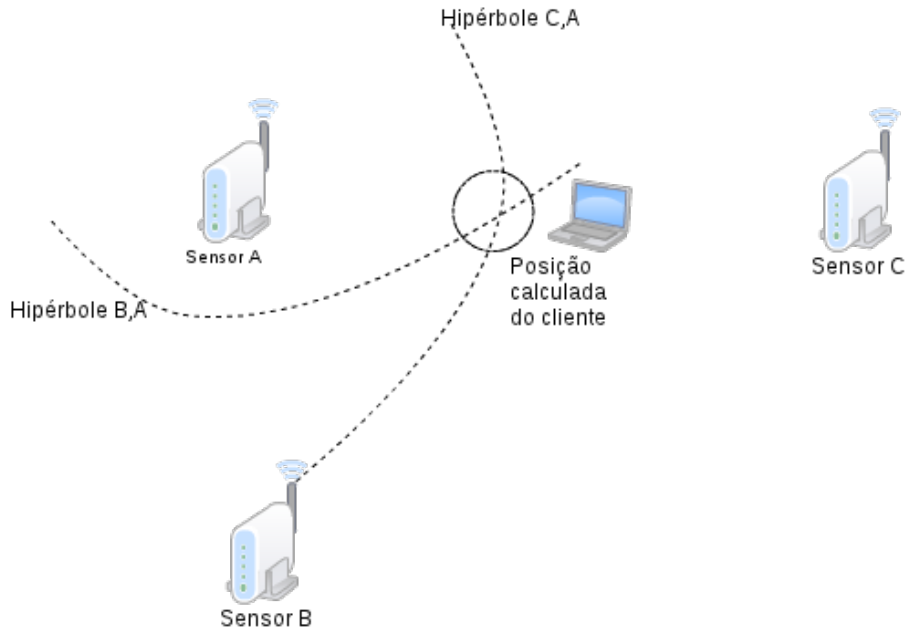 Hipérbole C,A
Sensor A
Posição
calculada
do cliente
Sensor C
Hipérbole B,A
Sensor B